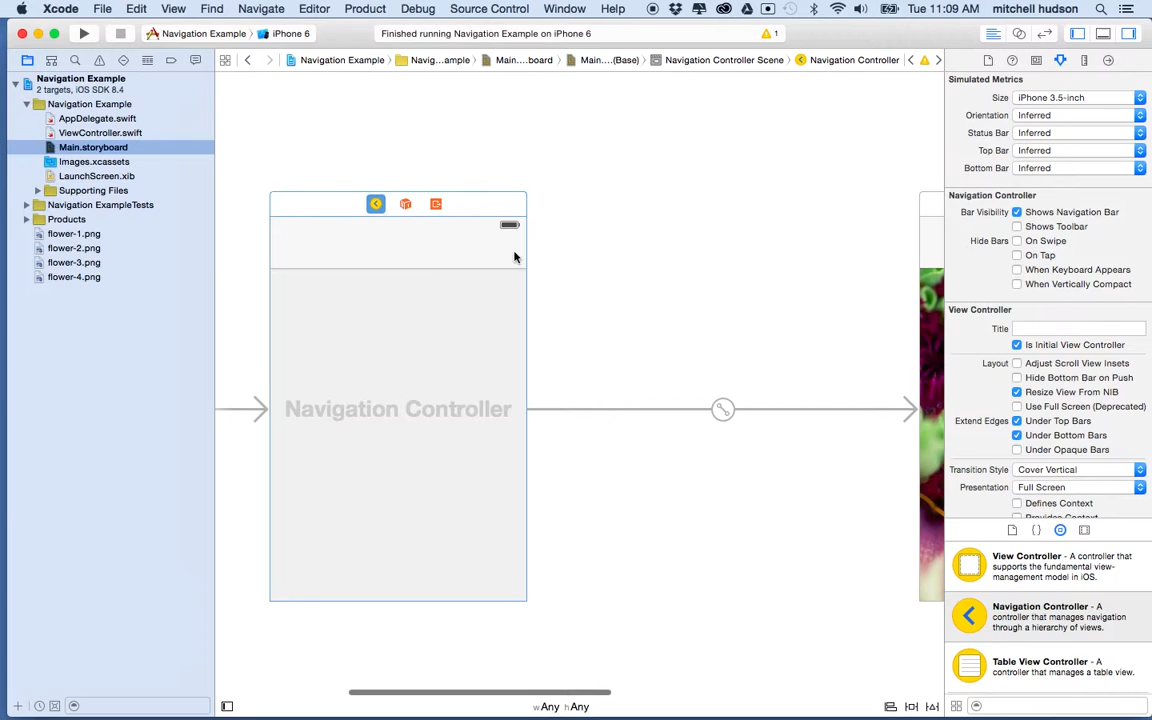 Xcode File Edit View Find Navigate Editor Product Debug Source Control Window Help Tue 11:09 AM mitchell hudson
Navigation Example iPhone 6 Finished running Navigation Example on iPhone 6 1
Navigation Example Navig...ample Main....board Main....(Base) Navigation Controller Scene Navigation Controller
Navigation Example
2 targets, iOS SDK 8.4
Navigation Example
AppDelegate.swift
ViewController.swift
Main.storyboard
Images.xcassets
LaunchScreen.xib
Supporting Files
Navigation ExampleTests
Products
flower-1.png
flower-2.png
flower-3.png
flower-4.png
Navigation Controller
wAny hAny
Simulated Metrics
Size iPhone 3.5-inch
Orientation Inferred
Status Bar Inferred
Top Bar Inferred
Bottom Bar Inferred
Navigation Controller
Bar Visibility Shows Navigation Bar
Shows Toolbar
Hide Bars On Swipe
On Tap
When Keyboard Appears
When Vertically Compact
View Controller
Title
Is Initial View Controller
Layout Adjust Scroll View Insets
Hide Bottom Bar on Push
Resize View From NIB
Use Full Screen (Deprecated)
Extend Edges Under Top Bars
Under Bottom Bars
Under Opaque Bars
Transition Style Cover Vertical
Presentation Full Screen
Defines Context
Provides Context
View Controller - A controller that
supports the fundamental view-
management model in iOS.
Navigation Controller - A
controller that manages navigation
through a hierarchy of views.
Table View Controller - A
controller that manages a table view.